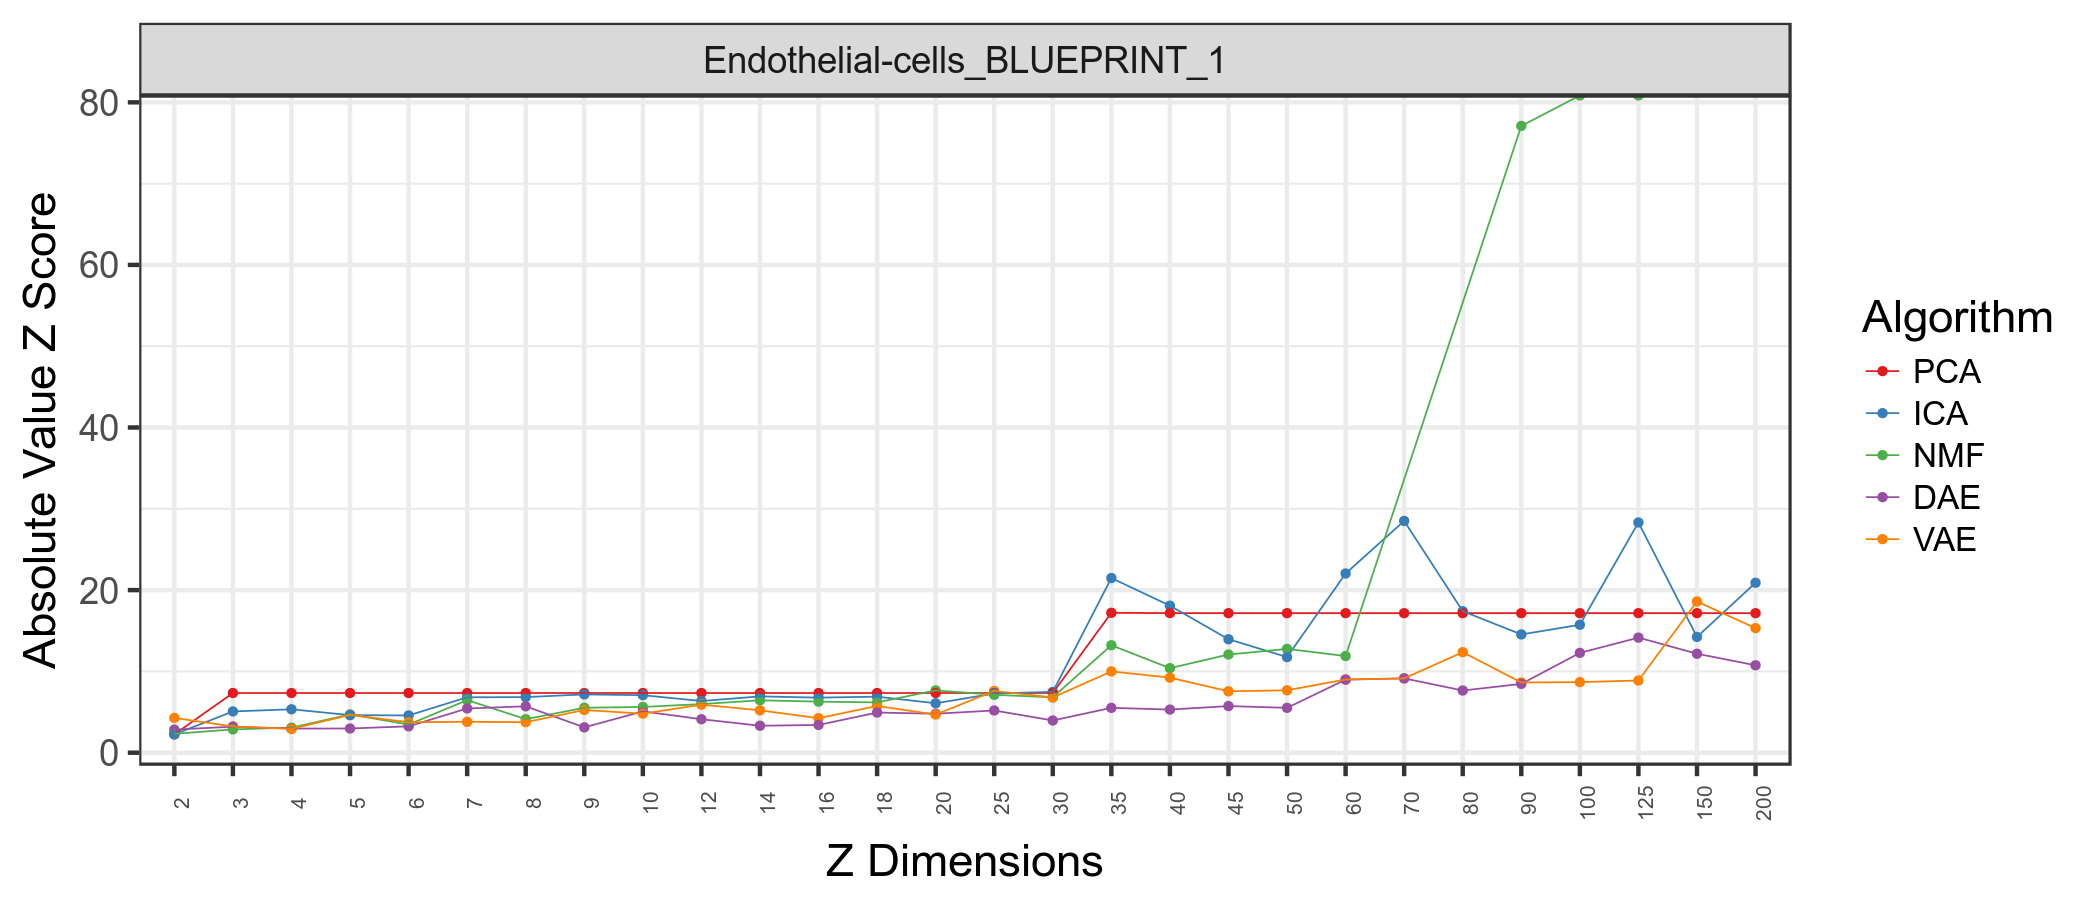 Endothelial-cells_BLUEPRINT_1
80
60
40
20
0
Absolute Value Z Score
2 3 4 5 6 7 8 9 10 12 14 16 18 20 25 30 35 40 45 50 60 70 80 90 100 125 150 200
Z Dimensions
Algorithm
PCA
ICA
NMF
DAE
VAE